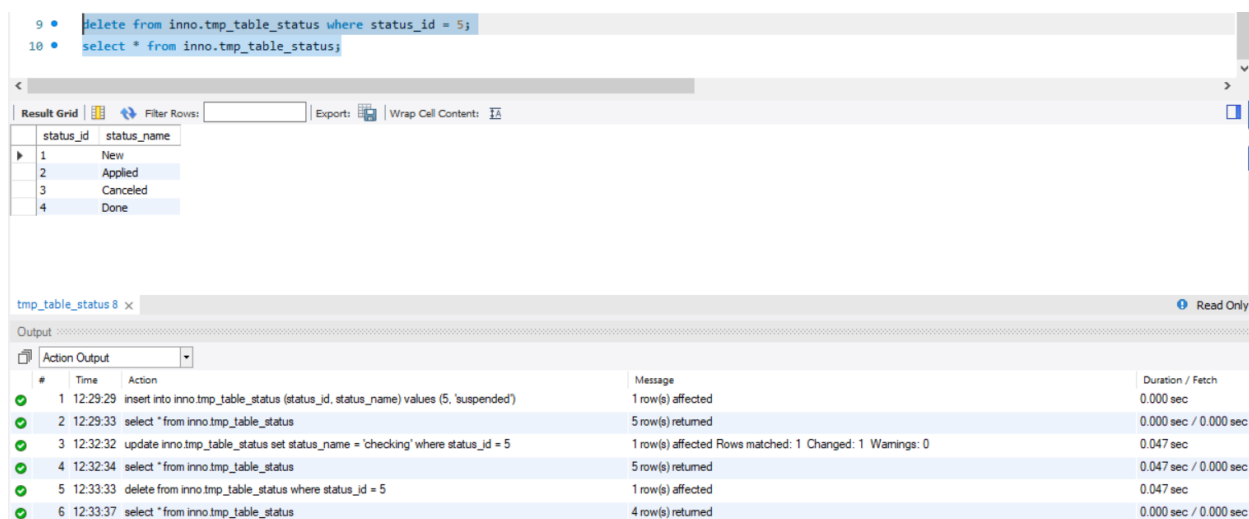 9 delete from inno.tmp_table_status where status_id = 5;
10 select * from inno.tmp_table_status;
Result Grid Filter Rows: Export: Wrap Cell Content: IA
status_id status_name
1 New
2 Applied
3 Canceled
4 Done
tmp_table_status 8 × Read Only
Output
Action Output
# Time Action Message Duration / Fetch
1 12:29:29 insert into inno.tmp_table_status (status_id, status_name) values (5, 'suspended') 1 row(s) affected 0.000 sec
2 12:29:33 select * from inno.tmp_table_status 5 row(s) returned 0.000 sec / 0.000 sec
3 12:32:32 update inno.tmp_table_status set status_name = 'checking' where status_id = 5 1 row(s) affected Rows matched: 1 Changed: 1 Warnings: 0 0.047 sec
4 12:32:34 select * from inno.tmp_table_status 5 row(s) returned 0.047 sec / 0.000 sec
5 12:33:33 delete from inno.tmp_table_status where status_id = 5 1 row(s) affected 0.047 sec
6 12:33:37 select * from inno.tmp_table_status 4 row(s) returned 0.000 sec / 0.000 sec